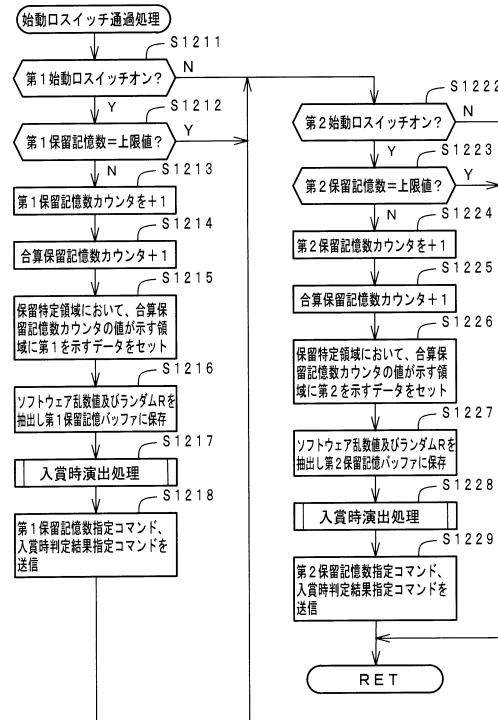 始動口スイッチ通過処理
S1211
第1始動口スイッチオン?
N
Y
S1212
第1保留記憶数=上限値?
Y
N
S1213
第1保留記憶数カウンタを+1
S1214
合算保留記憶数カウンタ+1
S1215
保留特定領域において、合算保
留記憶数カウンタの値が示す領
域に第1を示すデータをセット
S1216
ソフトウェア乱数値及びランダムRを
抽出し第1保留記憶バッファに保存
S1217
入賞時演出処理
S1218
第1保留記憶数指定コマンド、
入賞時判定結果指定コマンドを
送信
S1222
第2始動口スイッチオン?
N
Y
S1223
第2保留記憶数=上限値?
Y
N
S1224
第2保留記憶数カウンタを+1
S1225
合算保留記憶数カウンタ+1
S1226
保留特定領域において、合算保
留記憶数カウンタの値が示す領
域に第2を示すデータをセット
S1227
ソフトウェア乱数値及びランダムRを
抽出し第2保留記憶バッファに保存
S1228
入賞時演出処理
S1229
第2保留記憶数指定コマンド、
入賞時判定結果指定コマンドを
送信
RET